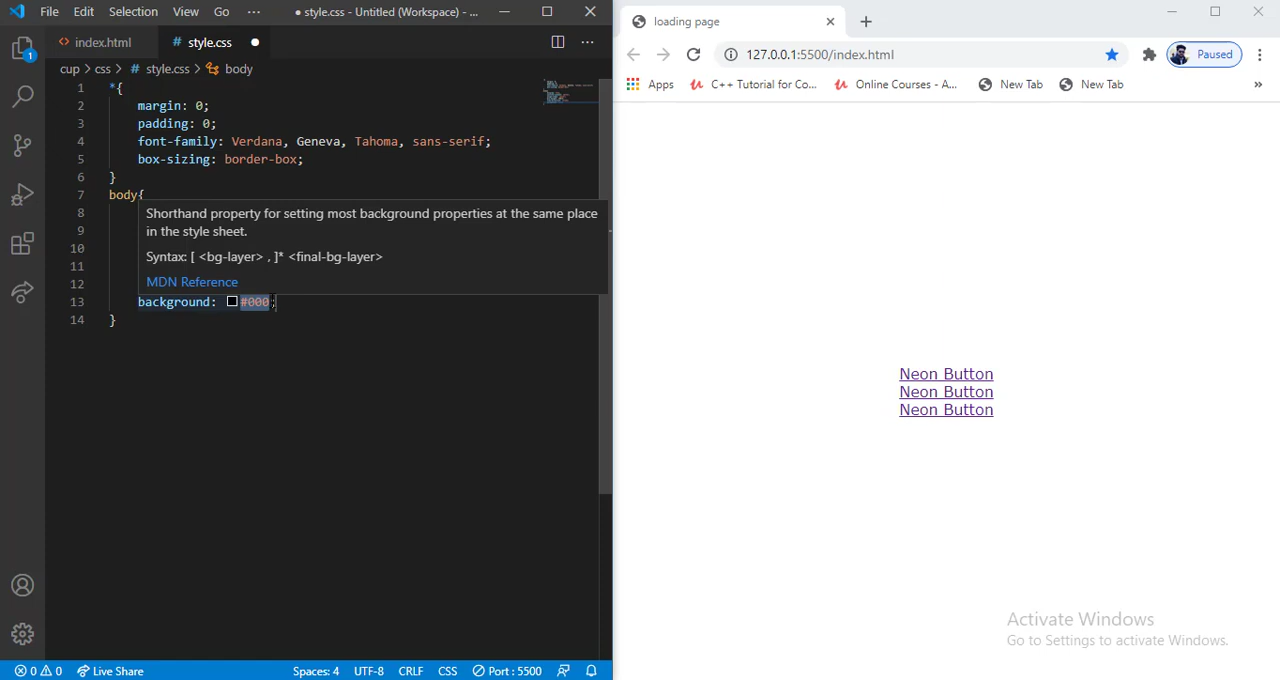 File Edit Selection View Go ··· ● style.css - Untitled (Workspace) - ...
<> index.html # style.css ●
cup > css > # style.css > body
1 *{
2 margin: 0;
3 padding: 0;
4 font-family: Verdana, Geneva, Tahoma, sans-serif;
5 box-sizing: border-box;
6 }
7 body{
8
9
10
11
12
Shorthand property for setting most background properties at the same place
in the style sheet.
Syntax: [ <bg-layer> , ]* <final-bg-layer>
MDN Reference
13 background: #000;
14 }
1
0 0 Live Share Spaces: 4 UTF-8 CRLF CSS Port : 5500
loading page
127.0.0.1:5500/index.html Paused
Apps C++ Tutorial for Co... Online Courses - A... New Tab New Tab »
Neon Button
Neon Button
Neon Button
Activate Windows
Go to Settings to activate Windows.